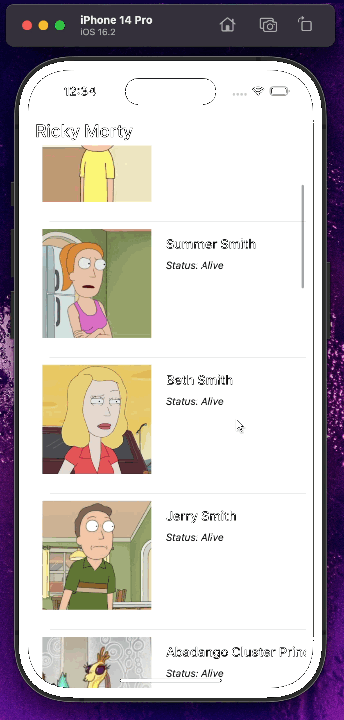 iPhone 14 Pro
iOS 16.2
12:34
Ricky Morty
Summer Smith
Status: Alive
Beth Smith
Status: Alive
Jerry Smith
Status: Alive
Abadango Cluster Princ
Status: Alive